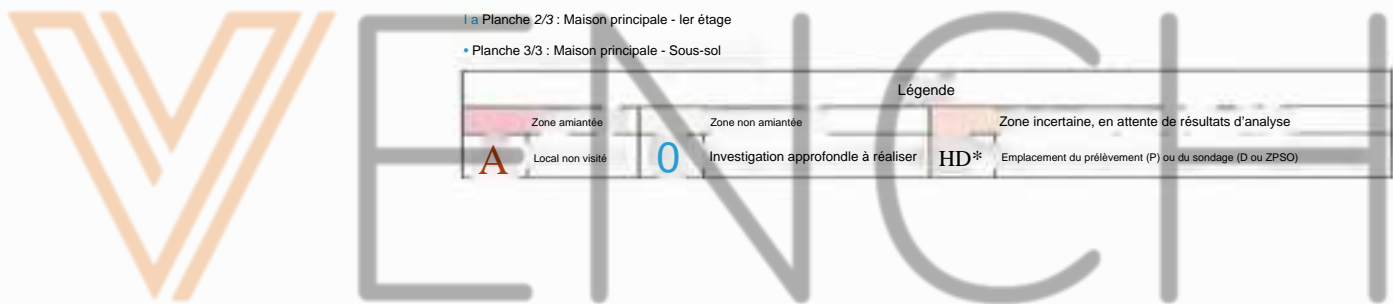 VENCH
l a Planche 2/3 : Maison principale - ler étage
• Planche 3/3 : Maison principale - Sous-sol
Légende
Zone amiantée Zone non amiantée Zone incertaine, en attente de résultats d'analyse
A Local non visité 0 Investigation approfondle à réaliser HD* Emplacement du prélèvement (P) ou du sondage (D ou ZPSO)